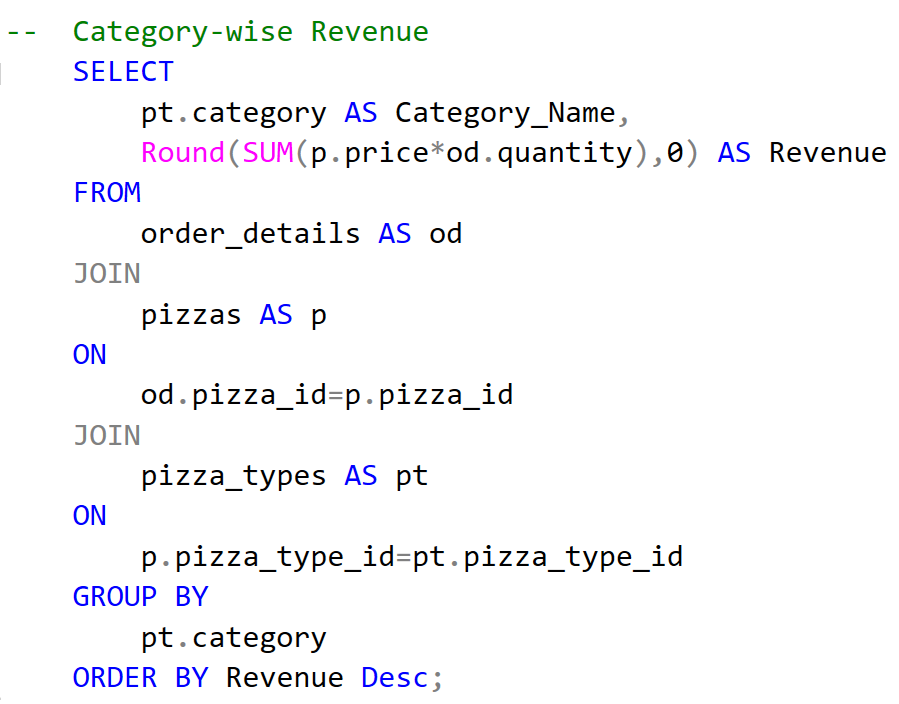 --  Category-wise Revenue
    SELECT
        pt.category AS Category_Name,
        Round(SUM(p.price*od.quantity),0) AS Revenue
    FROM
        order_details AS od
    JOIN
        pizzas AS p
    ON
        od.pizza_id=p.pizza_id
    JOIN
        pizza_types AS pt
    ON
        p.pizza_type_id=pt.pizza_type_id
    GROUP BY
        pt.category
    ORDER BY Revenue Desc;